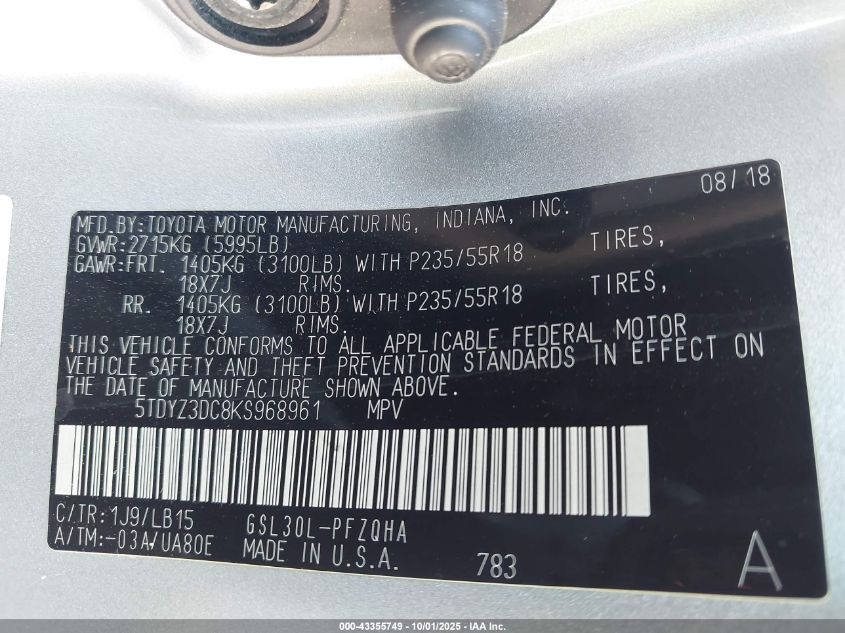 08/18
MFD.BY:TOYOTA MOTOR MANUFACTURING, INDIANA, INC.
GVWR:2715KG (5995LB)
GAWR:FRT. 1405KG (3100LB) WITH P235/55R18 TIRES,
18X7J RIMS.
RR. 1405KG (3100LB) WITH P235/55R18 TIRES,
18X7J RIMS.
THIS VEHICLE CONFORMS TO ALL APPLICABLE FEDERAL MOTOR
VEHICLE SAFETY AND THEFT PREVENTION STANDARDS IN EFFECT ON
THE DATE OF MANUFACTURE SHOWN ABOVE.
5TDYZ3DC8KS968961 MPV
C/TR:1J9/LB15 GSL30L-PFZQHA
A/TM:-03A/UA80E MADE IN U.S.A. 783 A
000-43355749 - 10/01/2025 - IAA Inc.